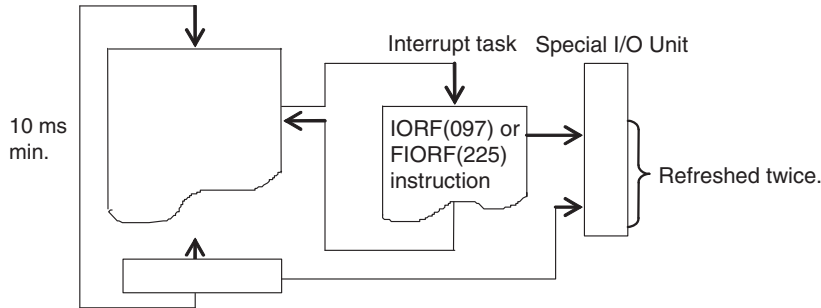 Interrupt task
Special I/O Unit
10 ms
min.
IORF(097) or
FIORF(225)
instruction
Refreshed twice.